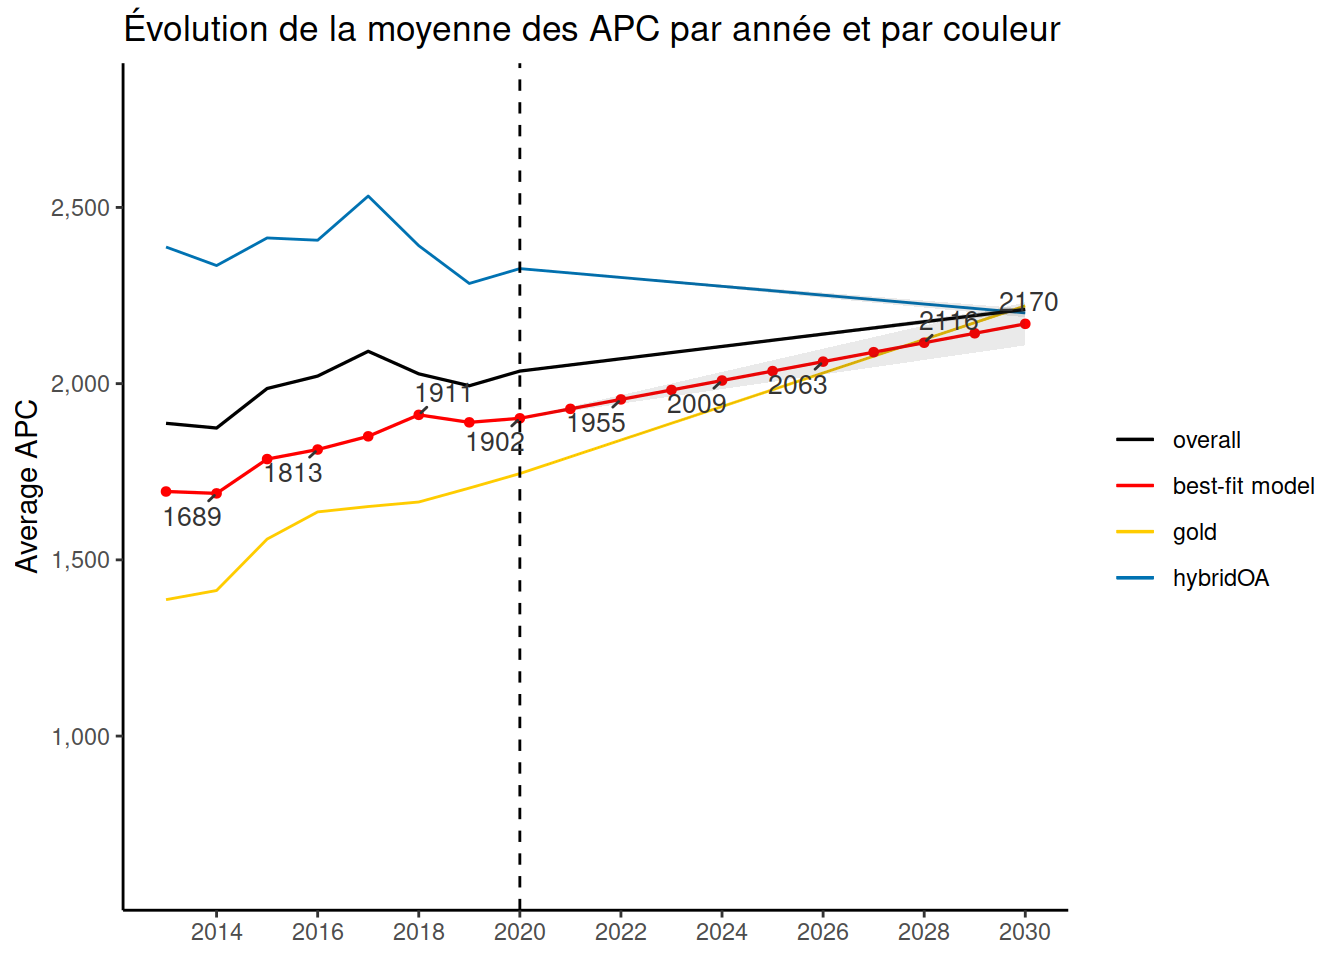 Évolution de la moyenne des APC par année et par couleur
Average APC
2,500
2,000
1,500
1,000
1689
1813
1911
1902
1955
2009
2063
2116
2170
2014 2016 2018 2020 2022 2024 2026 2028 2030
overall
best-fit model
gold
hybridOA